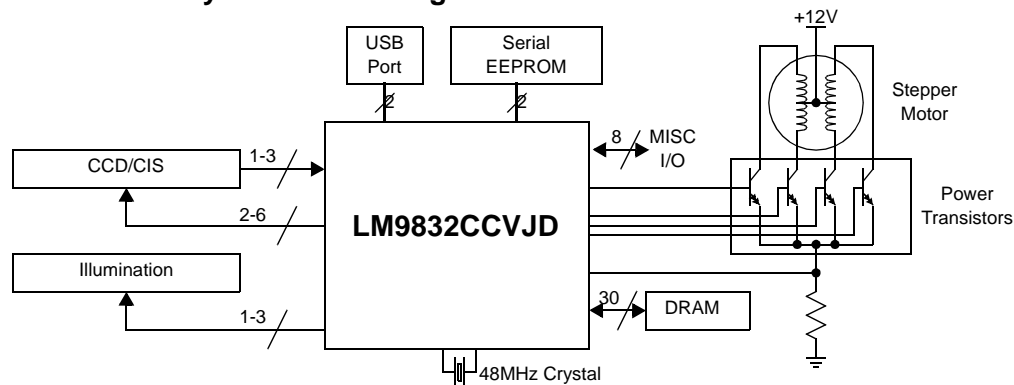 USB
Port
Serial
EEPROM
+12V
2
2
Stepper
Motor
CCD/CIS
1-3
8
MISC
I/O
2-6
LM9832CCVJD
Power
Transistors
Illumination
1-3
30
DRAM
48MHz Crystal